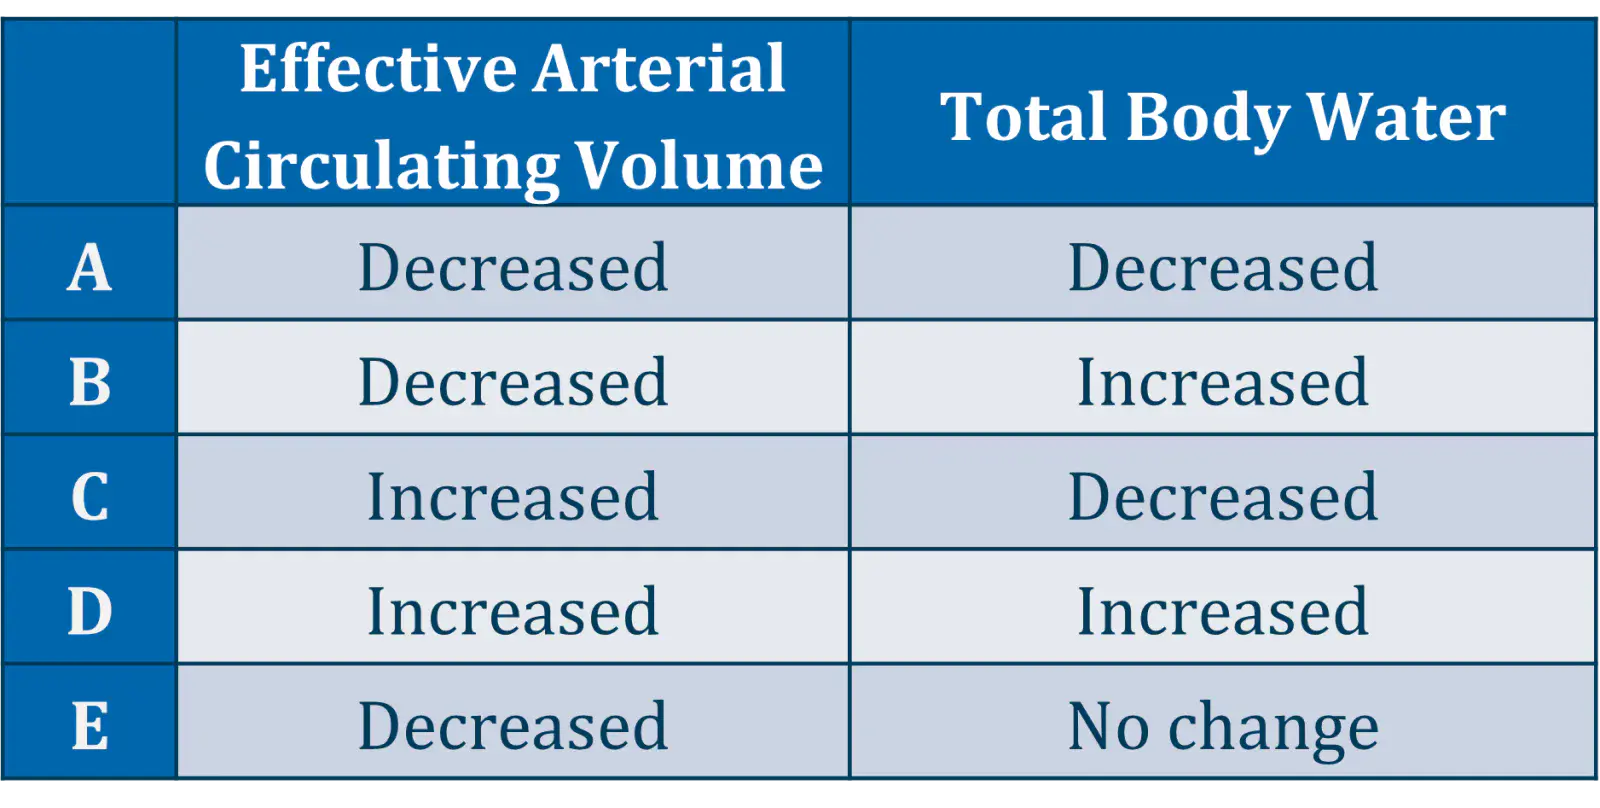 Effective Arterial
Circulating Volume
Total Body Water
A Decreased Decreased
B Decreased Increased
C Increased Decreased
D Increased Increased
E Decreased No change